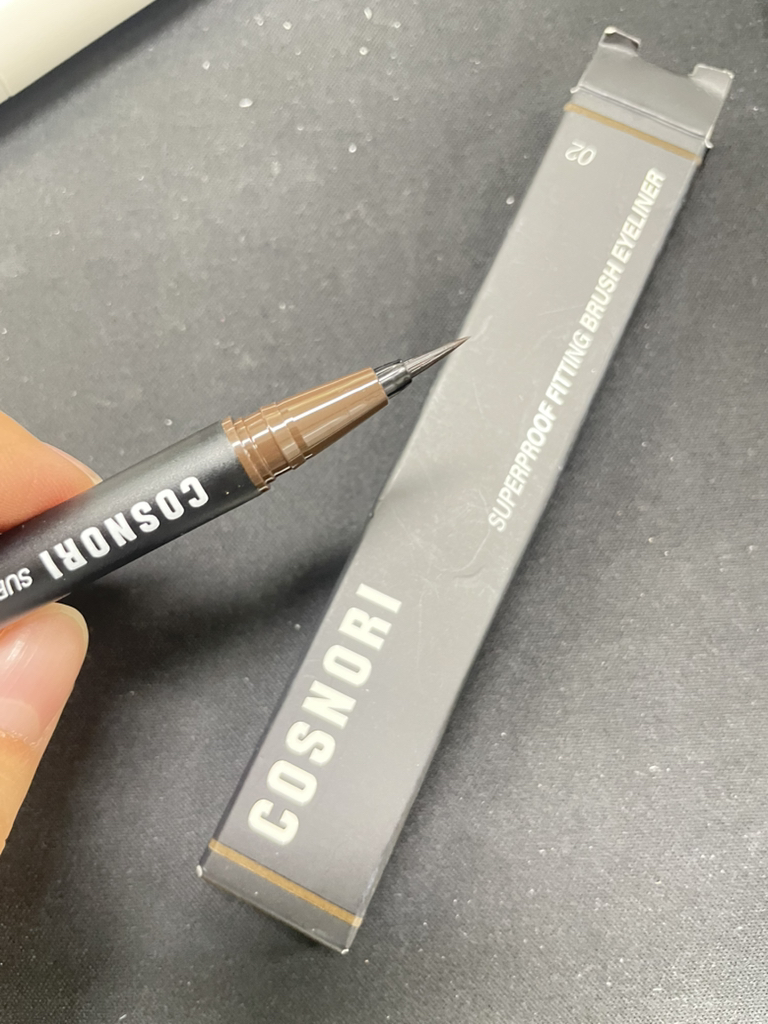 02
SUPERPROOF FITTING BRUSH EYELINER
COSNORI
COSNORI